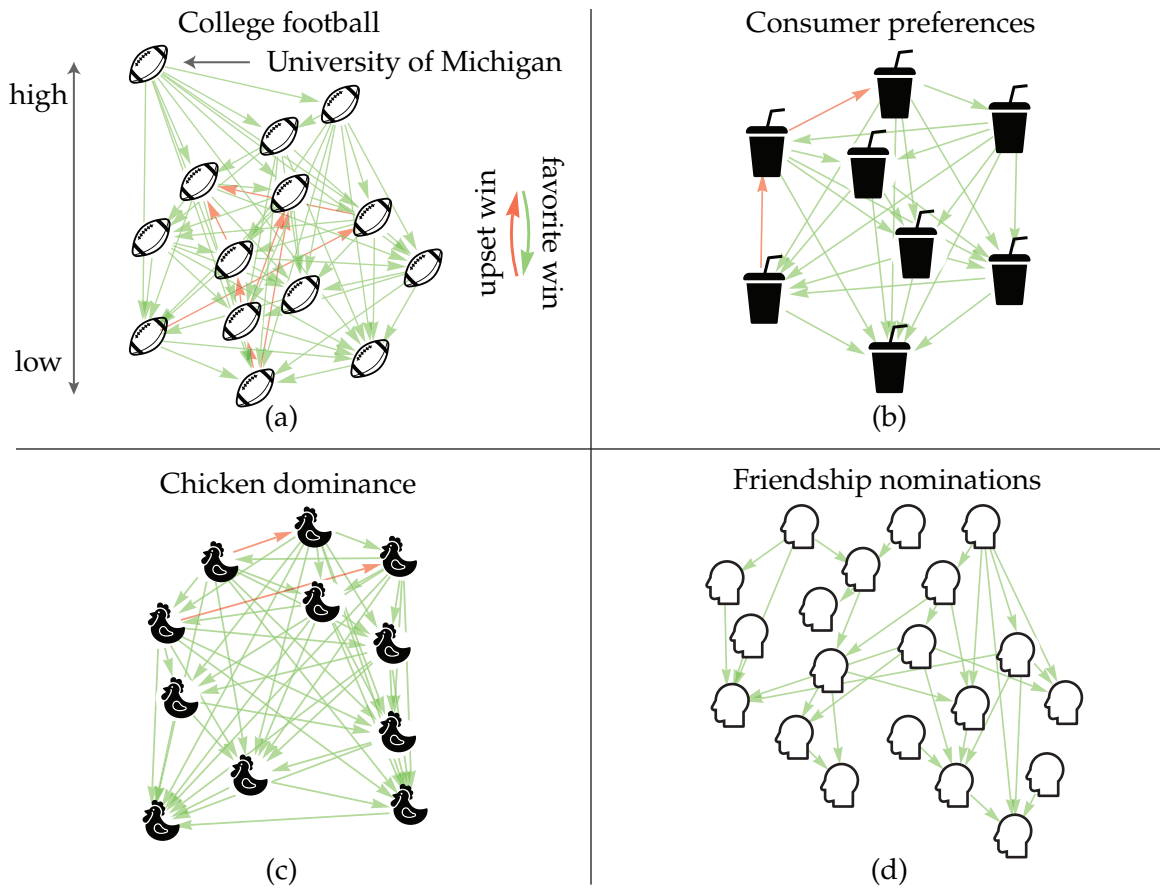 College football
University of Michigan
high
low
favorite win
upset win
(a)
Consumer preferences
(b)
Chicken dominance
(c)
Friendship nominations
(d)